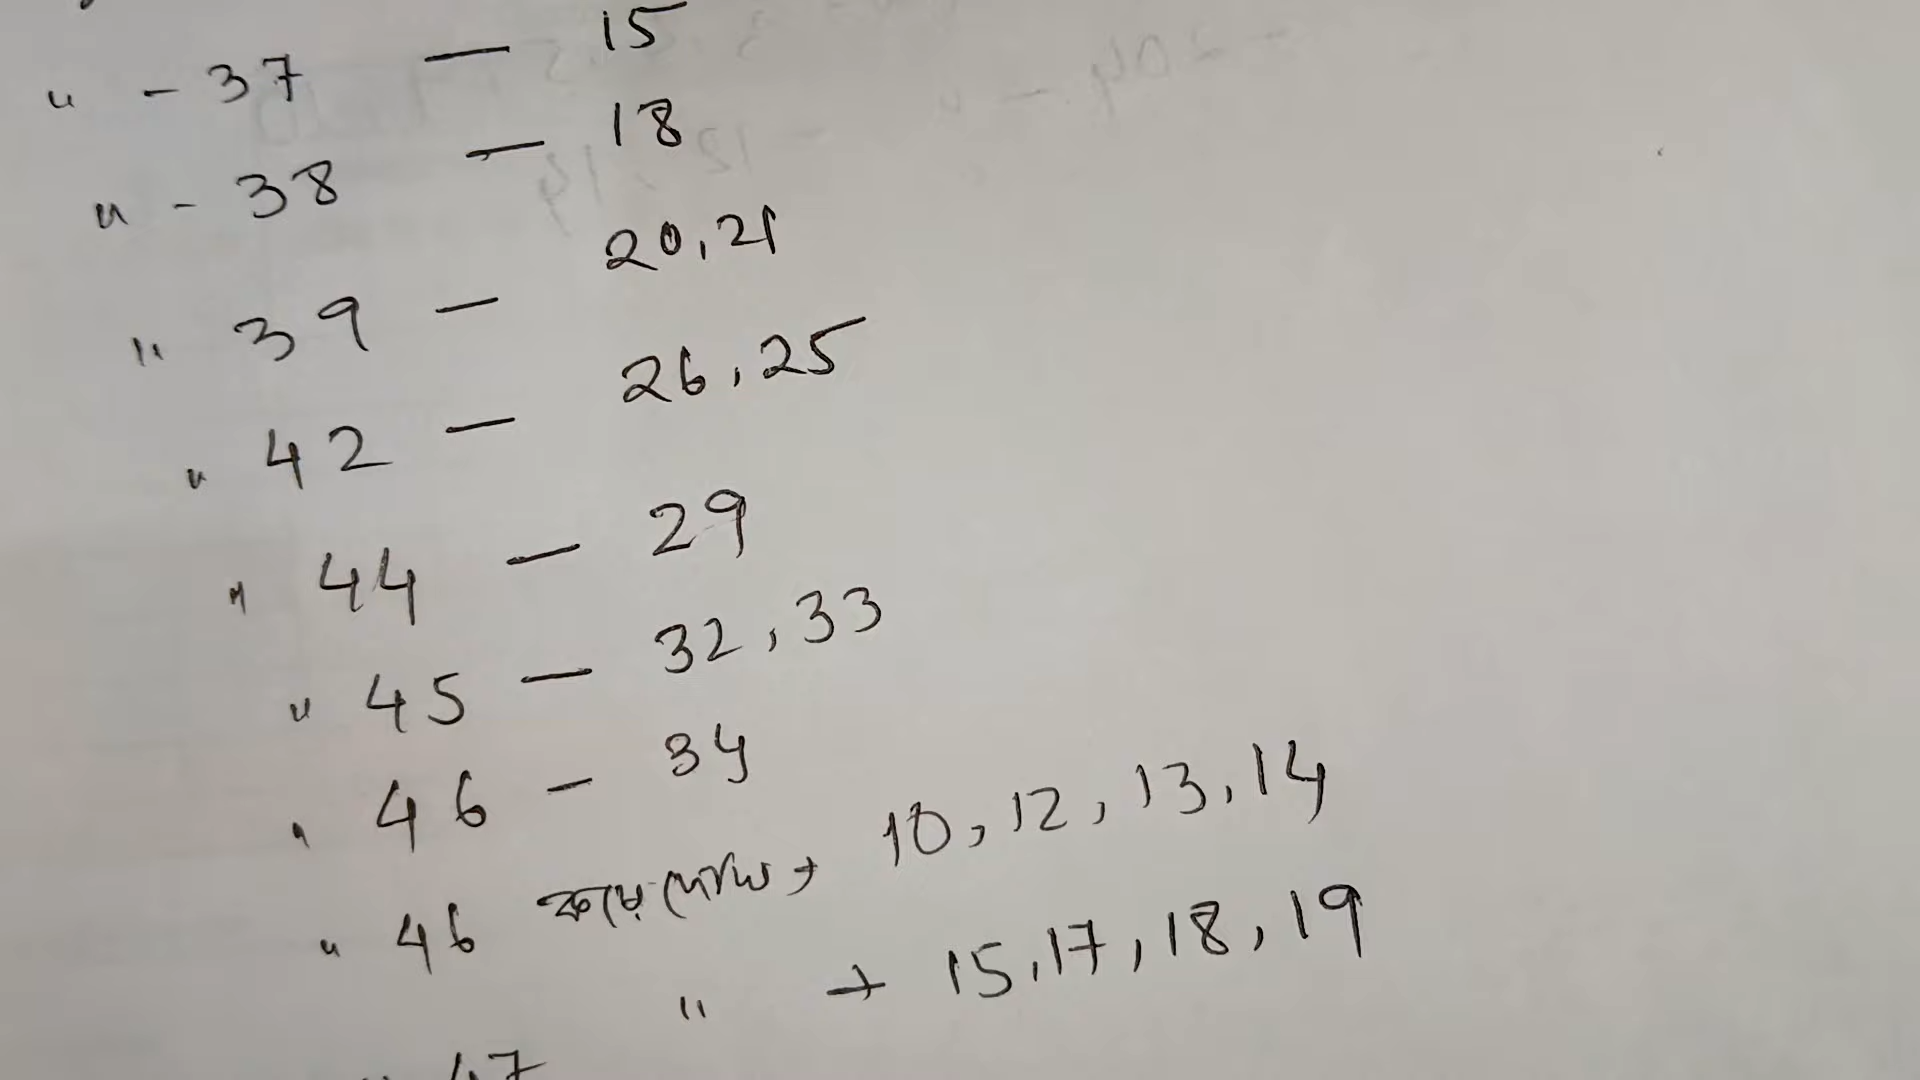 " - 37 — 15
" - 38 — 18
" 39 — 20, 21
" 42 — 26, 25
" 44 — 29
" 45 — 32, 33
" 46 — 34
" 46 → 10, 12, 13, 14
" → 15, 17, 18, 19
" 47